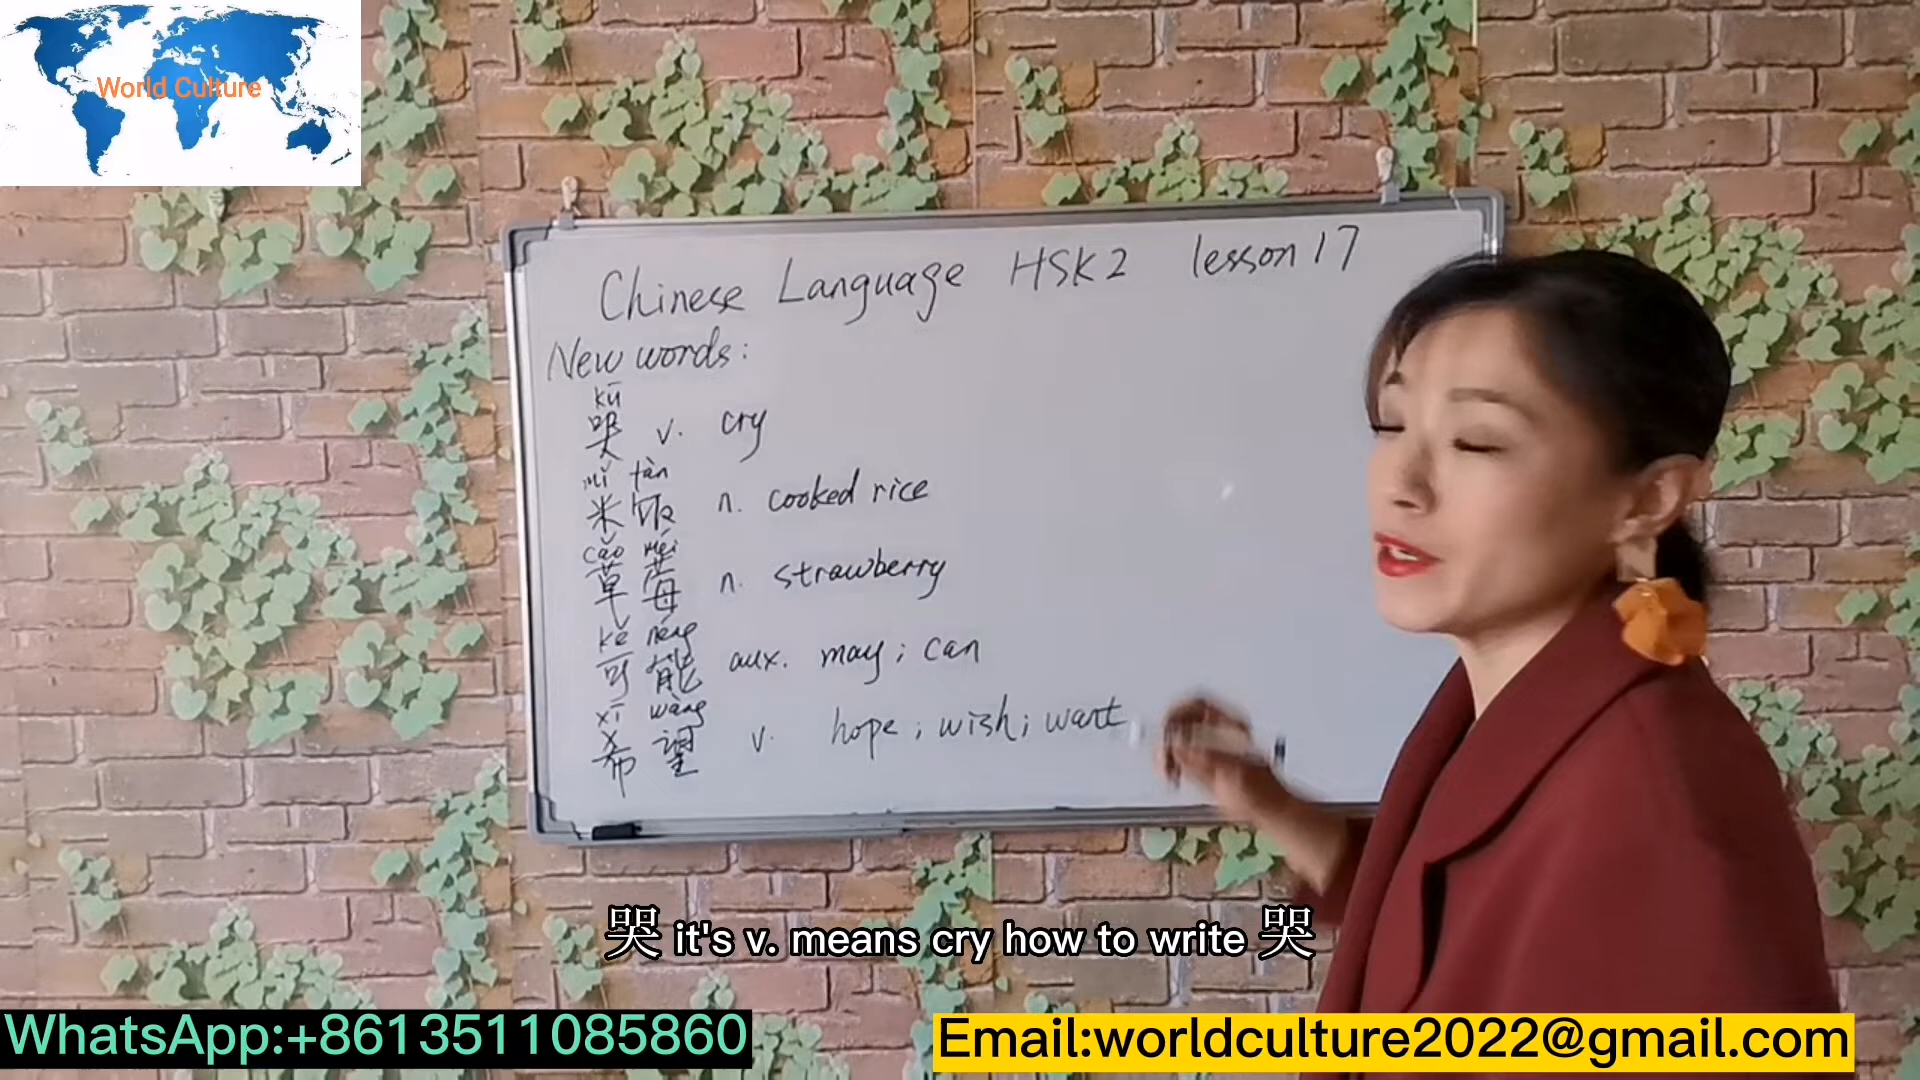 World Culture
Chinese Language HSK2 lesson 17
New words:
kū
哭 v. cry
mǐ fàn
米饭 n. cooked rice
cǎo méi
草莓 n. strawberry
kě néng
可能 aux. may; can
xī wàng
希望 v. hope; wish; want
哭 it's v. means cry how to write 哭
WhatsApp:+8613511085860
Email:worldculture2022@gmail.com